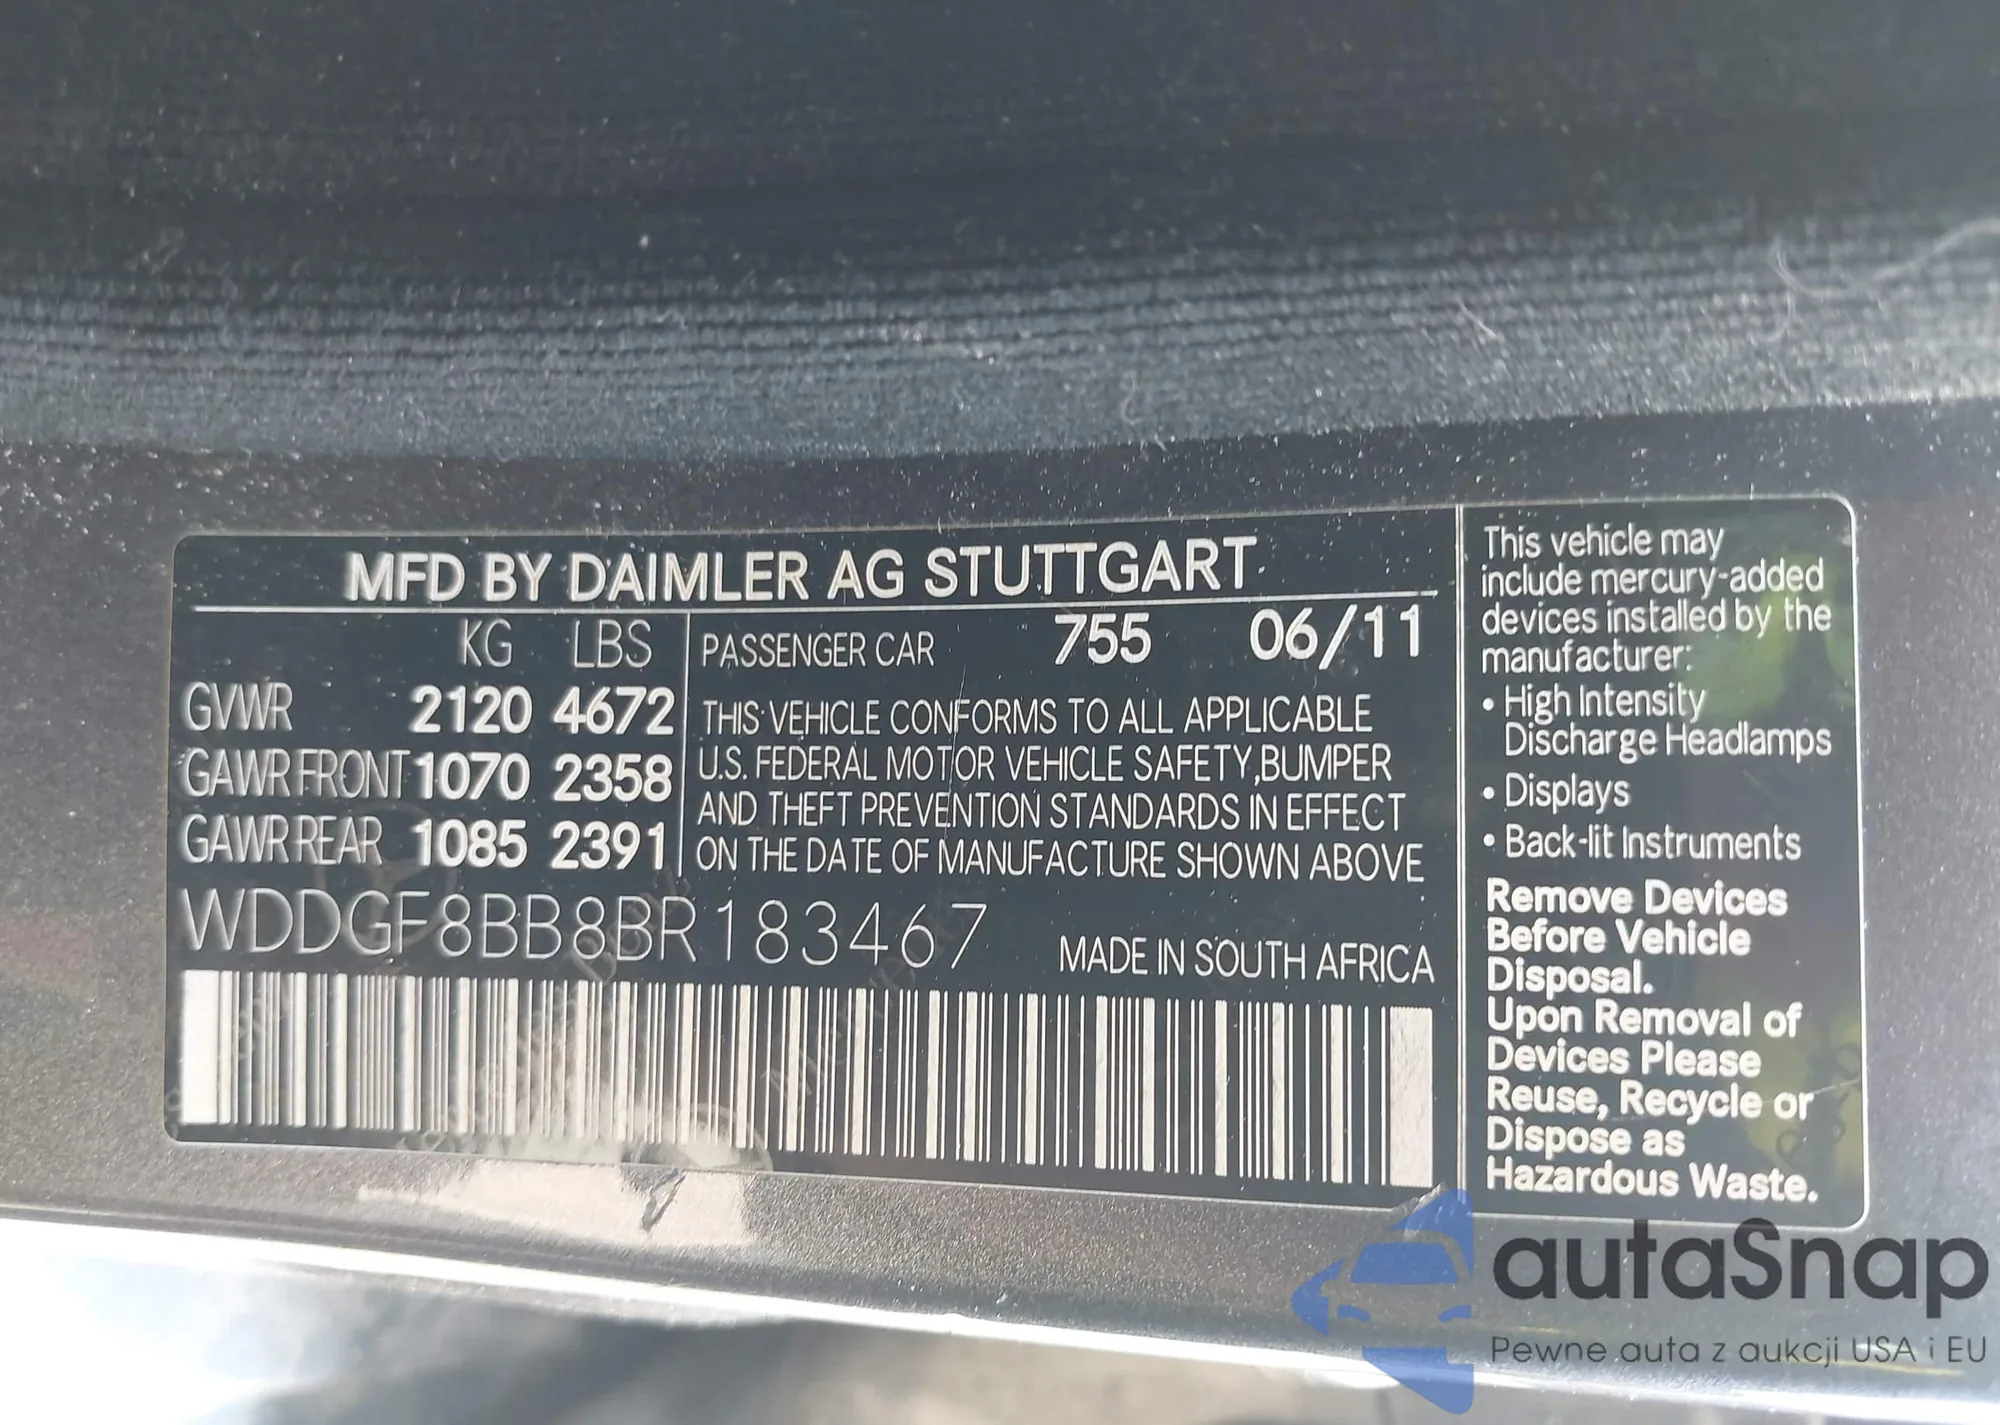 MFD BY DAIMLER AG STUTTGART
KG LBS
GVWR 2120 4672
GAWR FRONT 1070 2358
GAWR REAR 1085 2391
PASSENGER CAR 755 06/11
THIS VEHICLE CONFORMS TO ALL APPLICABLE
U.S. FEDERAL MOTOR VEHICLE SAFETY, BUMPER
AND THEFT PREVENTION STANDARDS IN EFFECT
ON THE DATE OF MANUFACTURE SHOWN ABOVE
WDDGF8BB8BR183467
MADE IN SOUTH AFRICA
This vehicle may
include mercury-added
devices installed by the
manufacturer:
• High Intensity
Discharge Headlamps
• Displays
• Back-lit Instruments
Remove Devices
Before Vehicle
Disposal.
Upon Removal of
Devices Please
Reuse, Recycle or
Dispose as
Hazardous Waste.
autaSnap
Pewne auta z aukcji USA i EU